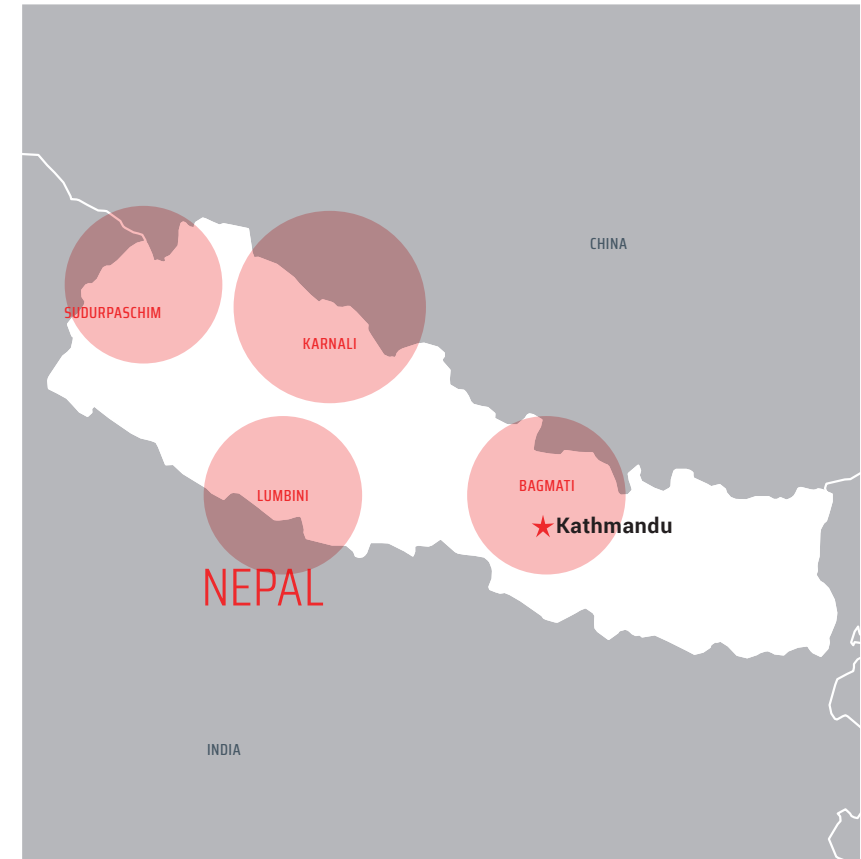 CHINA
SUDURPASCHIM
KARNALI
BAGMATI
LUMBINI
Kathmandu
NEPAL
INDIA